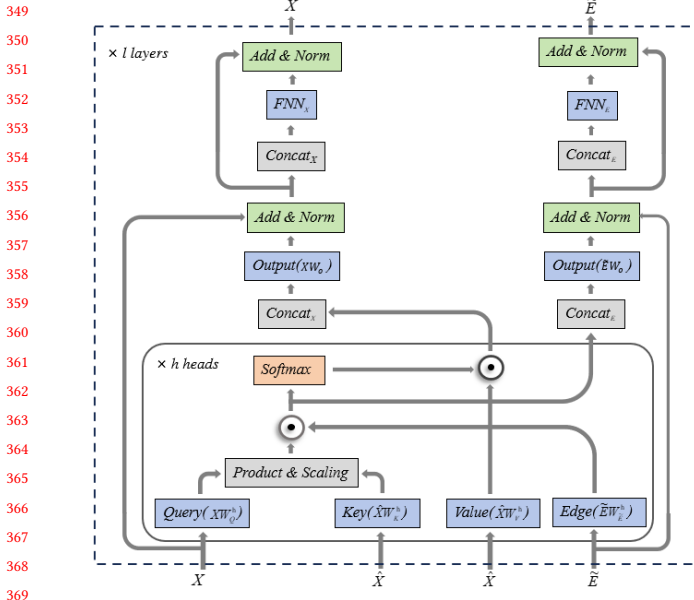 349
X
Ẽ
350
351
352
353
354
355
356
357
358
359
360
361
362
363
364
365
366
367
368
369
× l layers
Add & Norm
Add & Norm
FNN_X
FNN_E
Concat_X
Concat_E
Add & Norm
Add & Norm
Output(XW_o)
Output(ẼW_o)
Concat_X
Concat_E
× h heads
Softmax
Product & Scaling
Query(XW_Q^h)
Key(X̂W_K^h)
Value(X̂W_V^h)
Edge(ẼW_Ẽ^h)
X
X̂
X̂
Ẽ